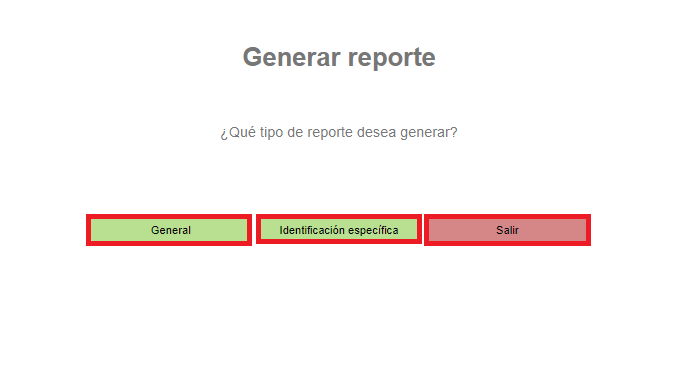 Generar reporte
¿Qué tipo de reporte desea generar?
General
Identificación específica
Salir